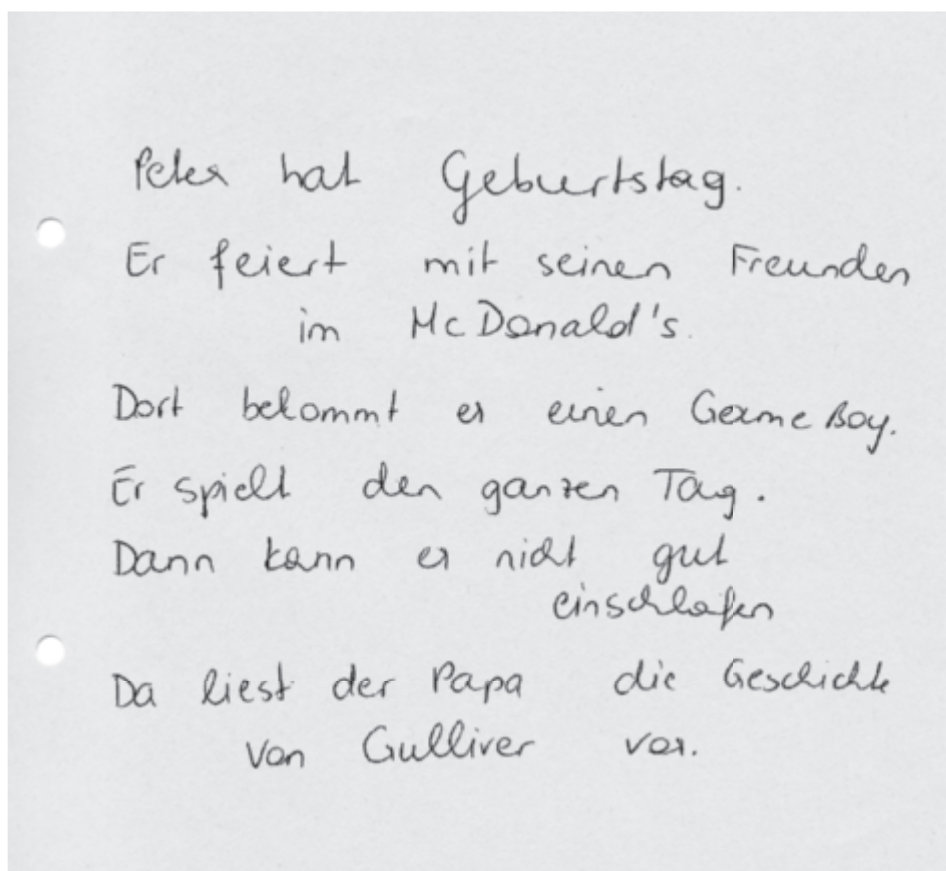 Peter hat Geburtstag.
Er feiert mit seinen Freunden
im McDonald's.
Dort bekommt er einen Game Boy.
Er spielt den ganzen Tag.
Dann kann er nicht gut
einschlafen
Da liest der Papa die Geschichte
von Gulliver vor.